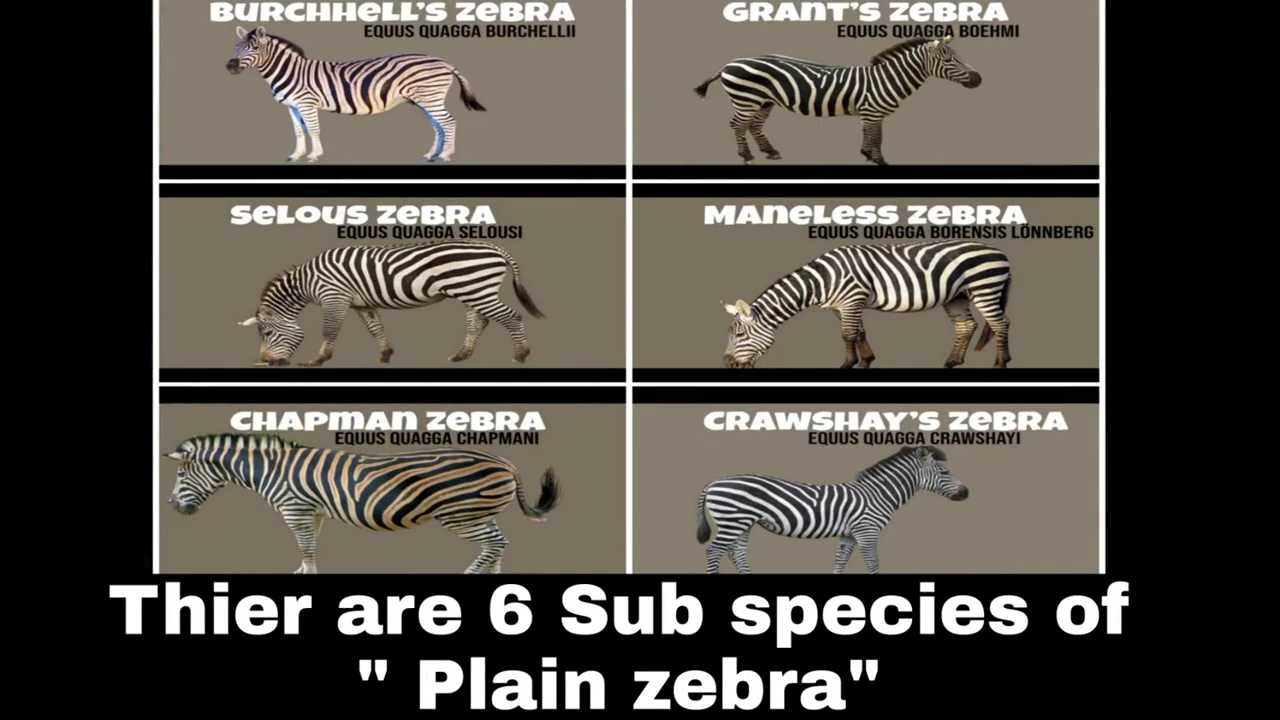 BURCHHELL'S ZEBRA
EQUUS QUAGGA BURCHELLII
GRANT'S ZEBRA
EQUUS QUAGGA BOEHMI
SELOUS ZEBRA
EQUUS QUAGGA SELOUSI
MANELESS ZEBRA
EQUUS QUAGGA BORENSIS LÖNNBERG
CHAPMAN ZEBRA
EQUUS QUAGGA CHAPMANI
CRAWSHAY'S ZEBRA
EQUUS QUAGGA CRAWSHAYI
Thier are 6 Sub species of
" Plain zebra"